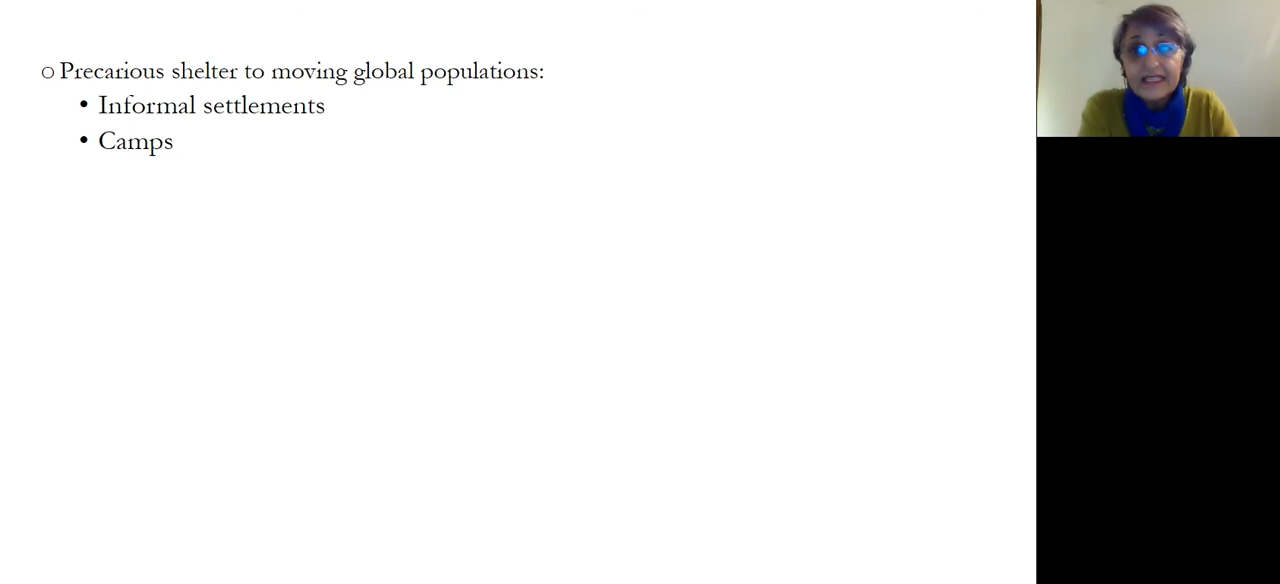 ○ Precarious shelter to moving global populations:
• Informal settlements
• Camps